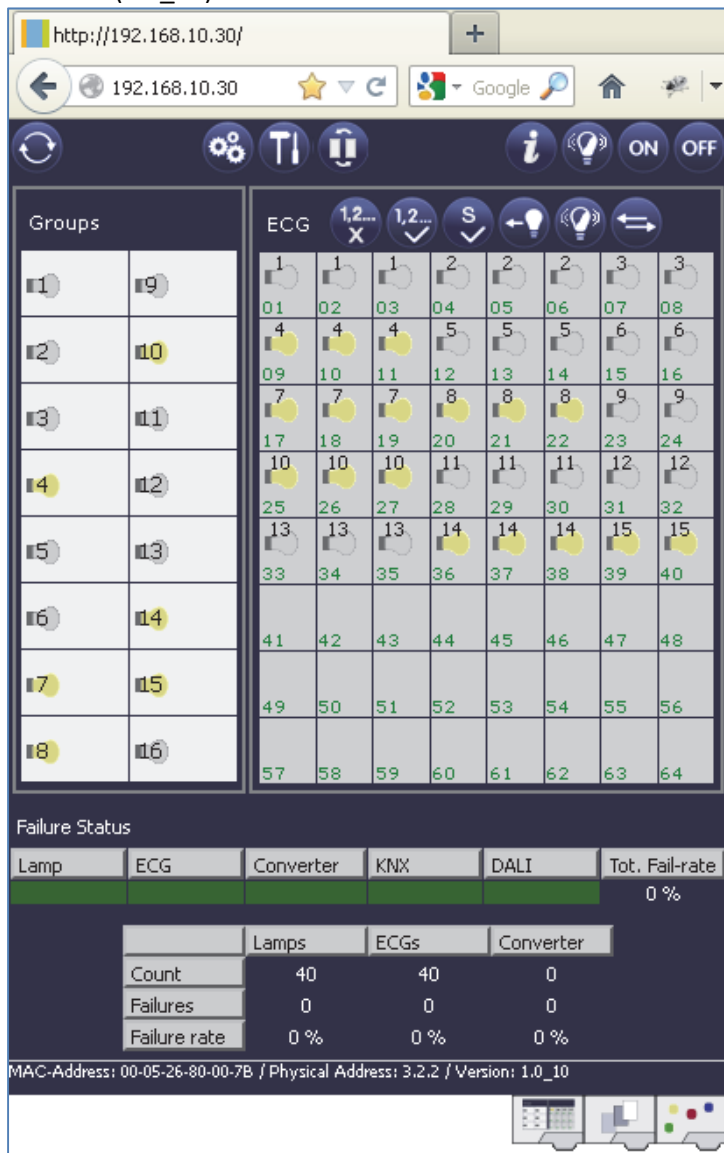 http://192.168.10.30/
192.168.10.30 Google
i ON OFF
Groups
1 9
2 10
3 11
4 12
5 13
6 14
7 15
8 16
ECG 1,2... X 1,2... S
1 1 1 2 2 2 3 3
01 02 03 04 05 06 07 08
4 4 4 5 5 5 6 6
09 10 11 12 13 14 15 16
7 7 7 8 8 8 9 9
17 18 19 20 21 22 23 24
10 10 10 11 11 11 12 12
25 26 27 28 29 30 31 32
13 13 13 14 14 14 15 15
33 34 35 36 37 38 39 40
41 42 43 44 45 46 47 48
49 50 51 52 53 54 55 56
57 58 59 60 61 62 63 64
Failure Status
Lamp ECG Converter KNX DALI Tot. Fail-rate
0 %
Lamps ECGs Converter
Count 40 40 0
Failures 0 0 0
Failure rate 0 % 0 % 0 %
MAC-Address: 00-05-26-80-00-7B / Physical Address: 3.2.2 / Version: 1.0_10